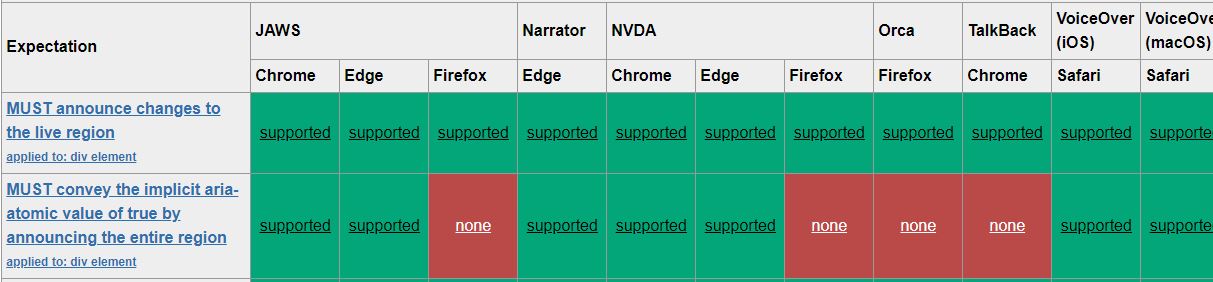 Expectation
JAWS
Narrator
NVDA
Orca
TalkBack
VoiceOver
(iOS)
VoiceOve
(macOS)
Chrome
Edge
Firefox
Edge
Chrome
Edge
Firefox
Firefox
Chrome
Safari
Safari
MUST announce changes to
the live region
applied to: div element
supported
supported
supported
supported
supported
supported
supported
supported
supported
supported
supporte
MUST convey the implicit aria-
atomic value of true by
announcing the entire region
applied to: div element
supported
supported
none
supported
supported
supported
none
none
none
supported
supporte